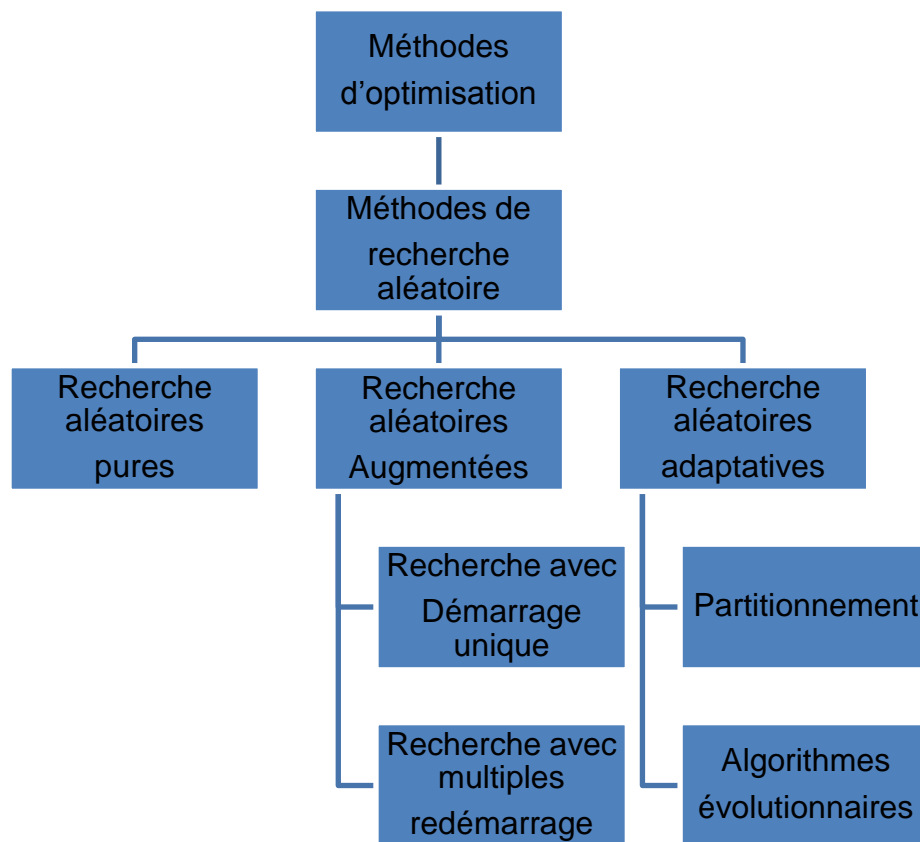 Méthodes
d'optimisation
Méthodes de
recherche
aléatoire
Recherche
aléatoires
pures
Recherche
aléatoires
Augmentées
Recherche
aléatoires
adaptatives
Recherche avec
Démarrage
unique
Partitionnement
Recherche avec
multiples
redémarrage
Algorithmes
évolutionnaires